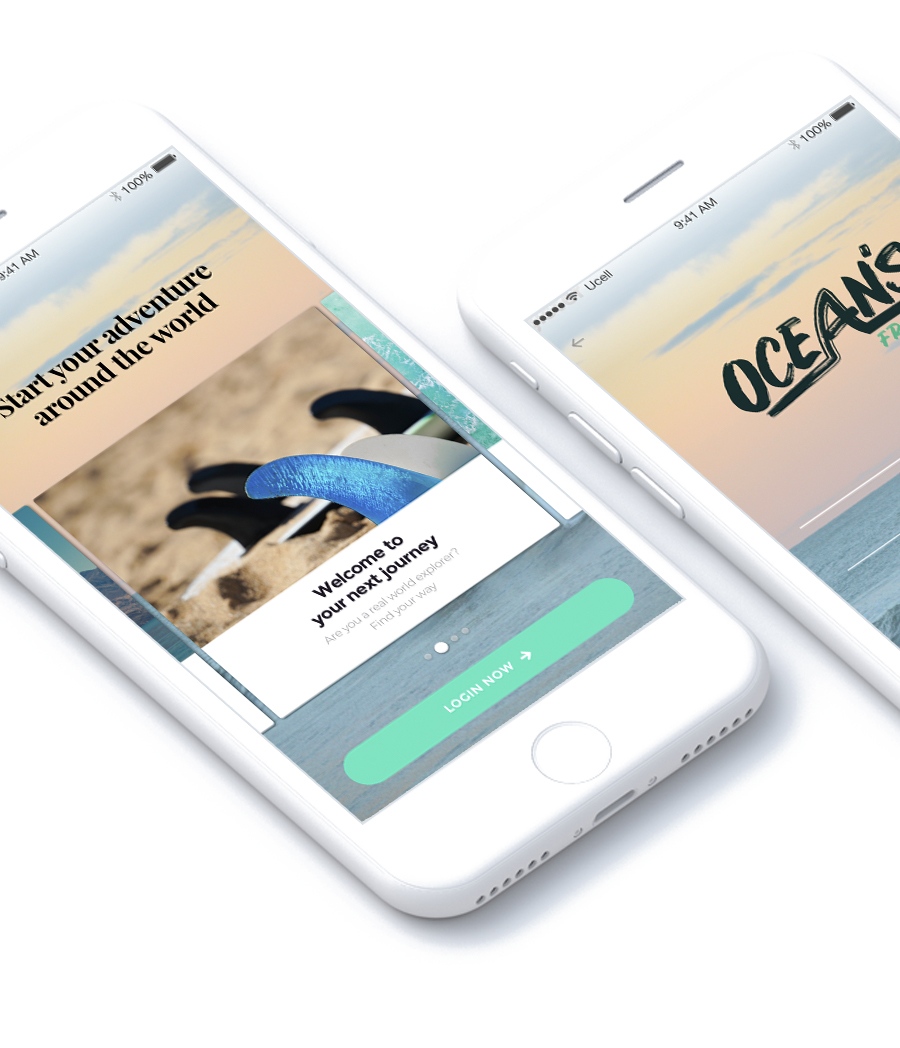 9:41 AM
100%
Start your adventure
around the world
Welcome to
your next journey
Are you a real world explorer?
Find your way
LOGIN NOW
Ucell
9:41 AM
100%
OCEAN'S